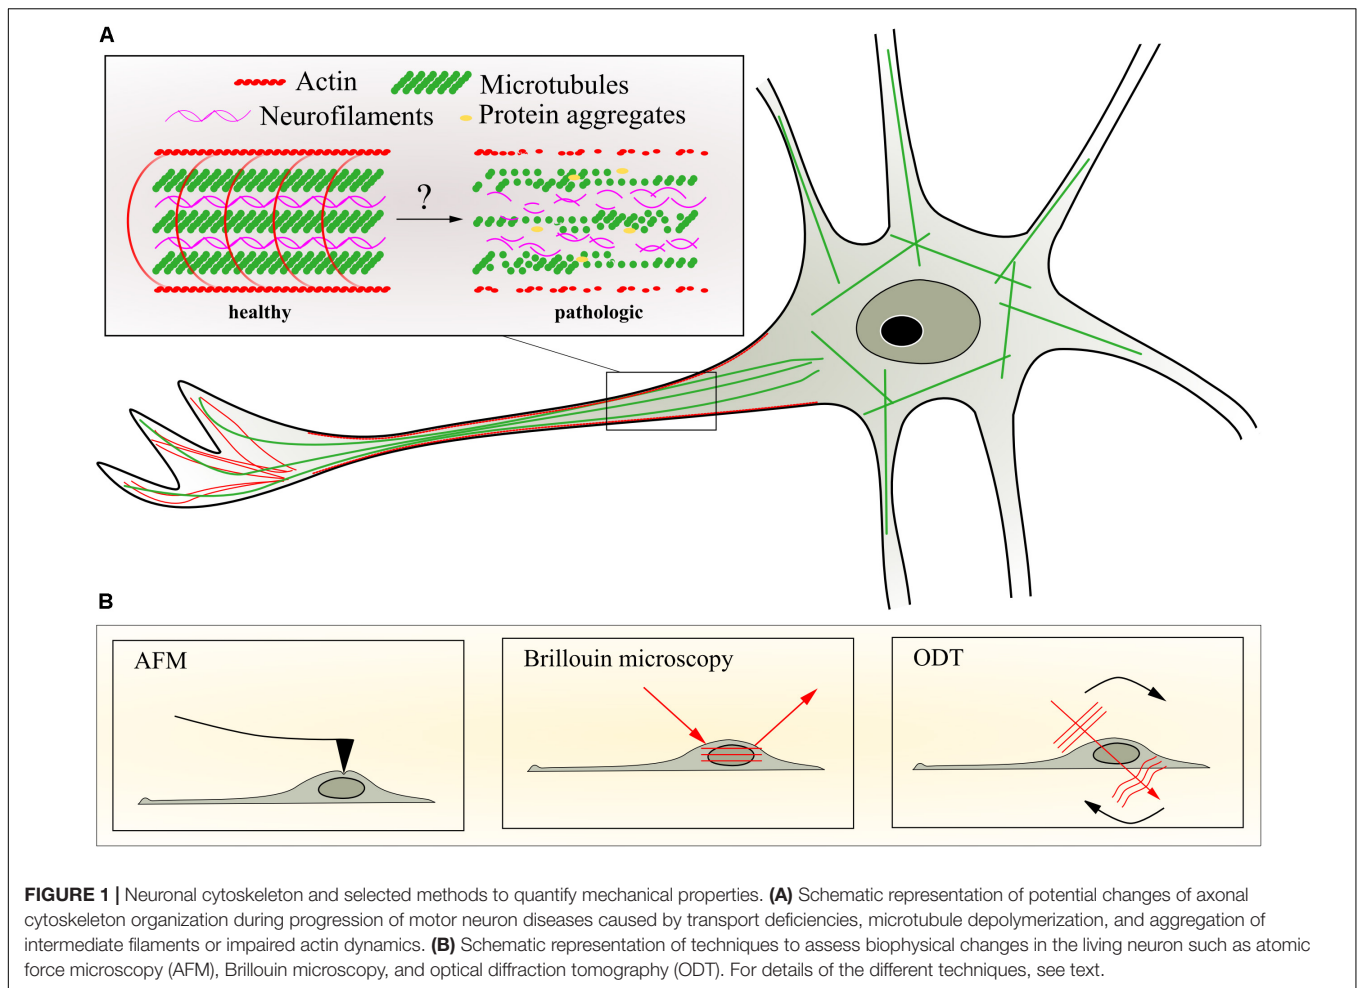 A
Actin
Microtubules
Neurofilaments
Protein aggregates
?
healthy
pathologic
B
AFM
Brillouin microscopy
ODT
FIGURE 1 | Neuronal cytoskeleton and selected methods to quantify mechanical properties. (A) Schematic representation of potential changes of axonal
cytoskeleton organization during progression of motor neuron diseases caused by transport deficiencies, microtubule depolymerization, and aggregation of
intermediate filaments or impaired actin dynamics. (B) Schematic representation of techniques to assess biophysical changes in the living neuron such as atomic
force microscopy (AFM), Brillouin microscopy, and optical diffraction tomography (ODT). For details of the different techniques, see text.